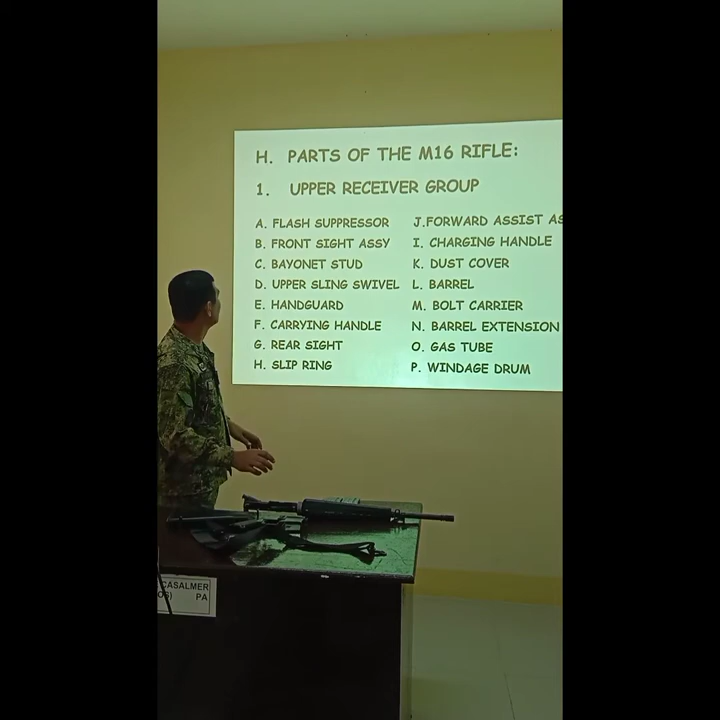 H. PARTS OF THE M16 RIFLE:
1. UPPER RECEIVER GROUP
A. FLASH SUPPRESSOR
B. FRONT SIGHT ASSY
C. BAYONET STUD
D. UPPER SLING SWIVEL
E. HANDGUARD
F. CARRYING HANDLE
G. REAR SIGHT
H. SLIP RING
J.FORWARD ASSIST AS
I. CHARGING HANDLE
K. DUST COVER
L. BARREL
M. BOLT CARRIER
N. BARREL EXTENSION
O. GAS TUBE
P. WINDAGE DRUM
CASALMER
OS) PA